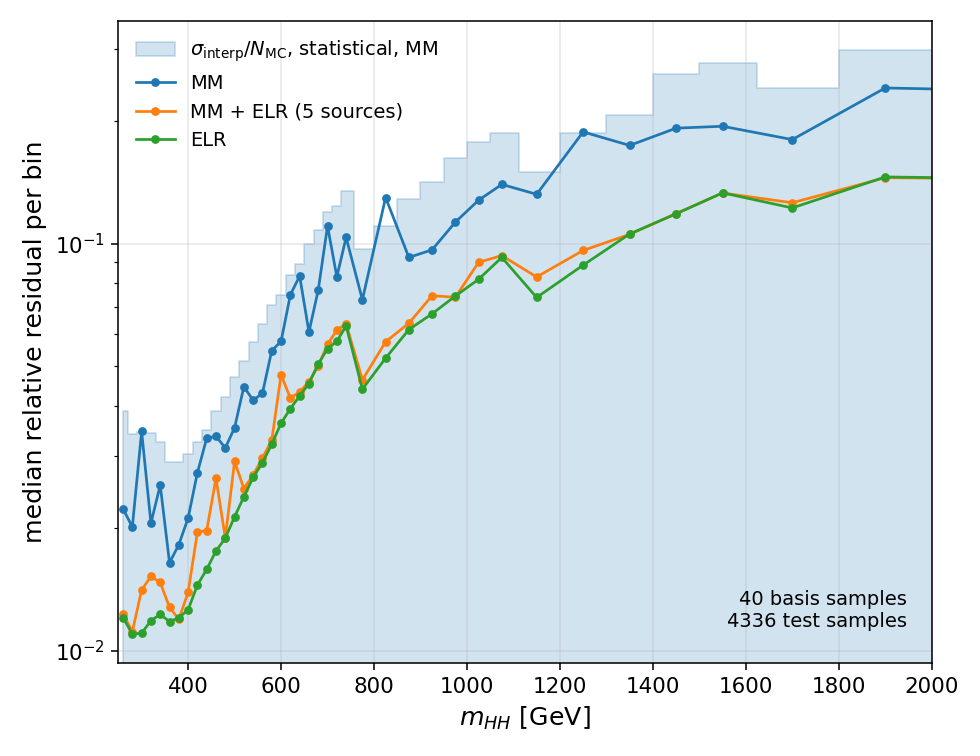 σ_interp/N_MC, statistical, MM
MM
MM + ELR (5 sources)
ELR
median relative residual per bin
10⁻¹
10⁻²
40 basis samples
4336 test samples
400 600 800 1000 1200 1400 1600 1800 2000
m_HH [GeV]